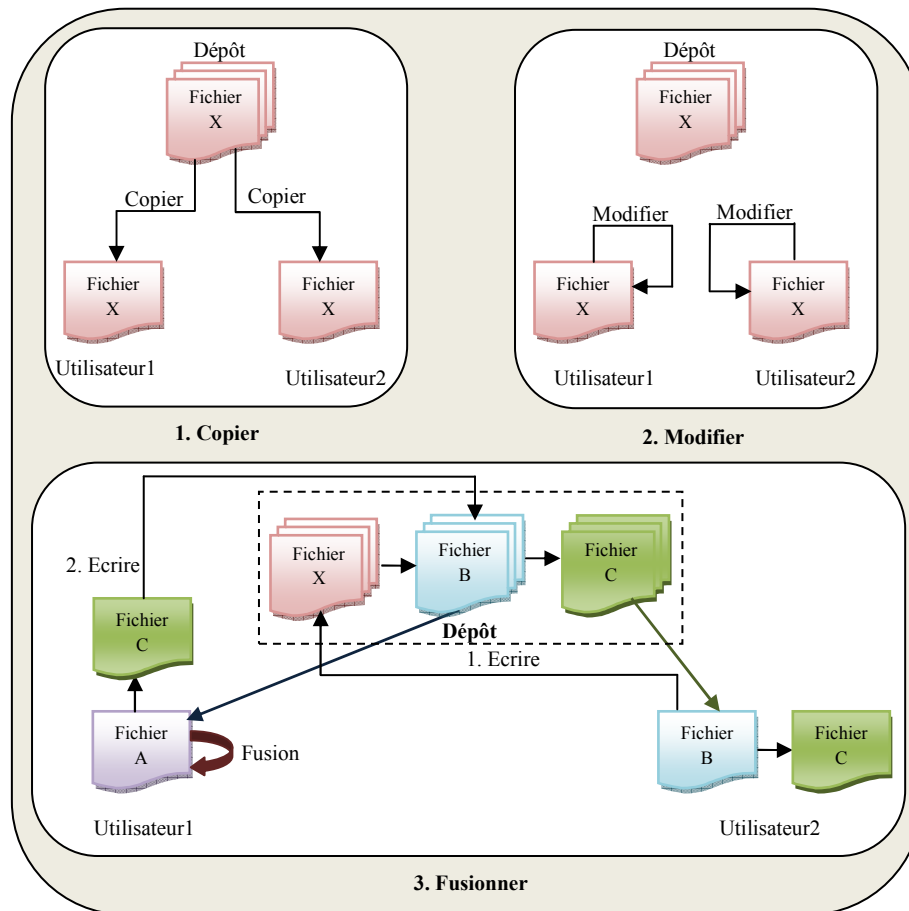 Dépôt
Fichier
X
Copier
Copier
Fichier
X
Fichier
X
Utilisateur1
Utilisateur2
1. Copier
Dépôt
Fichier
X
Modifier
Modifier
Fichier
X
Fichier
X
Utilisateur1
Utilisateur2
2. Modifier
2. Ecrire
Fichier
X
Fichier
B
Fichier
C
Dépôt
1. Ecrire
Fichier
C
Fichier
A
Fusion
Utilisateur1
Fichier
B
Fichier
C
Utilisateur2
3. Fusionner